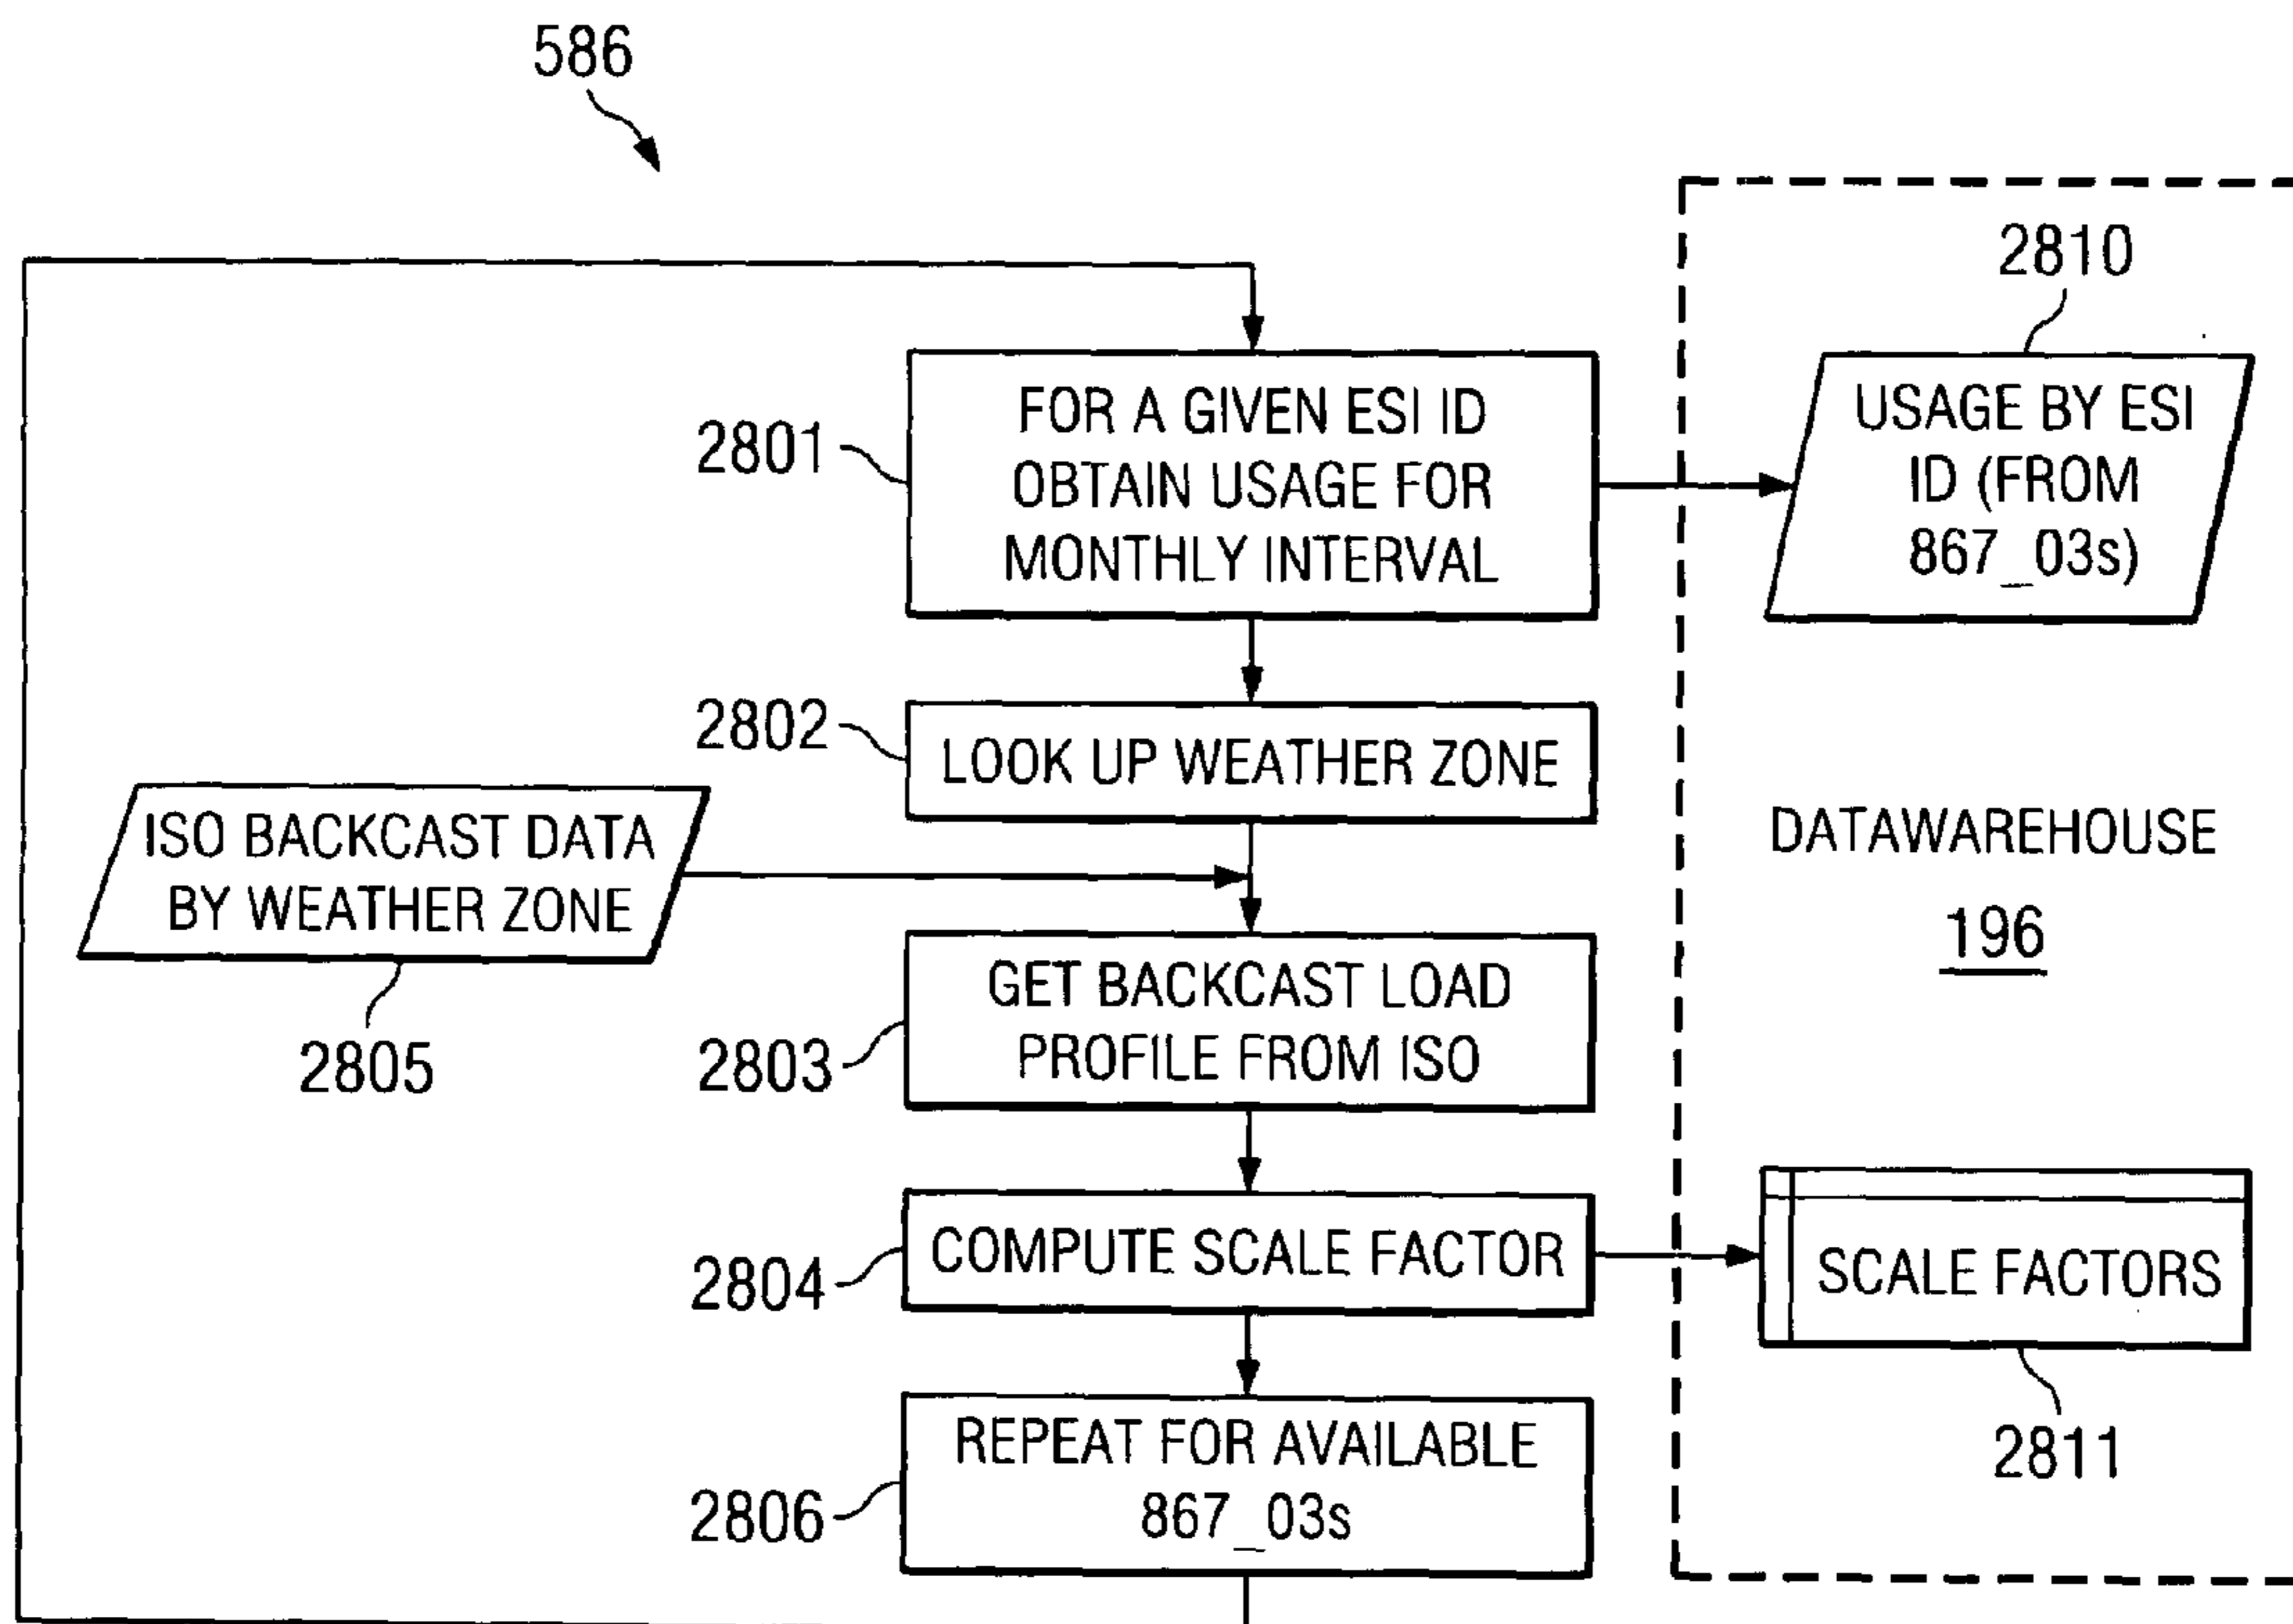 586
2810
FOR A GIVEN ESI ID
OBTAIN USAGE FOR
MONTHLY INTERVAL
2801
USAGE BY ESI
ID (FROM
867_03s)
2802
LOOK UP WEATHER ZONE
ISO BACKCAST DATA
BY WEATHER ZONE
2805
DATAWAREHOUSE
196
GET BACKCAST LOAD
PROFILE FROM ISO
2803
COMPUTE SCALE FACTOR
2804
SCALE FACTORS
2811
REPEAT FOR AVAILABLE
867_03s
2806